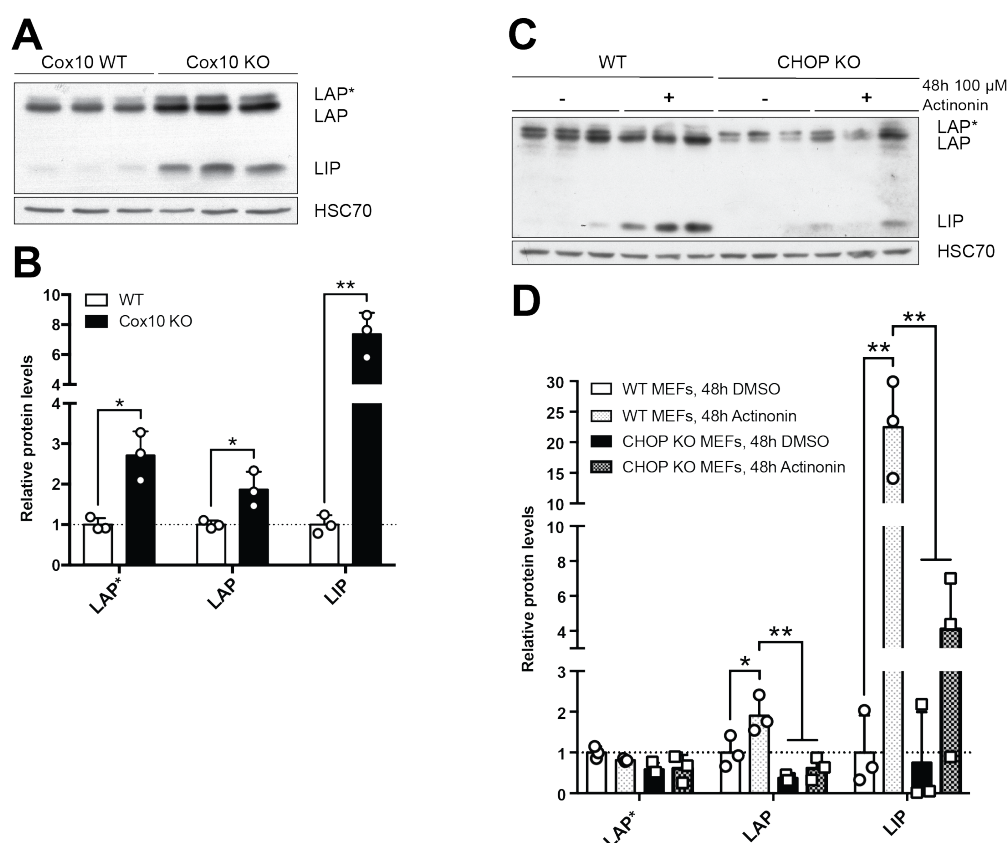 A
Cox10 WT Cox10 KO
LAP*
LAP
LIP
HSC70
B
WT
Cox10 KO
Relative protein levels
10
8
6
4
4
3
2
1
0
*
*
**
LAP*
LAP
LIP
C
WT CHOP KO
- + - + 48h 100 µM
Actinonin
LAP*
LAP
LIP
HSC70
D
WT MEFs, 48h DMSO
WT MEFs, 48h Actinonin
CHOP KO MEFs, 48h DMSO
CHOP KO MEFs, 48h Actinonin
Relative protein levels
30
25
20
15
10
10
8
6
4
3
2
1
0
*
**
**
**
LAP*
LAP
LIP